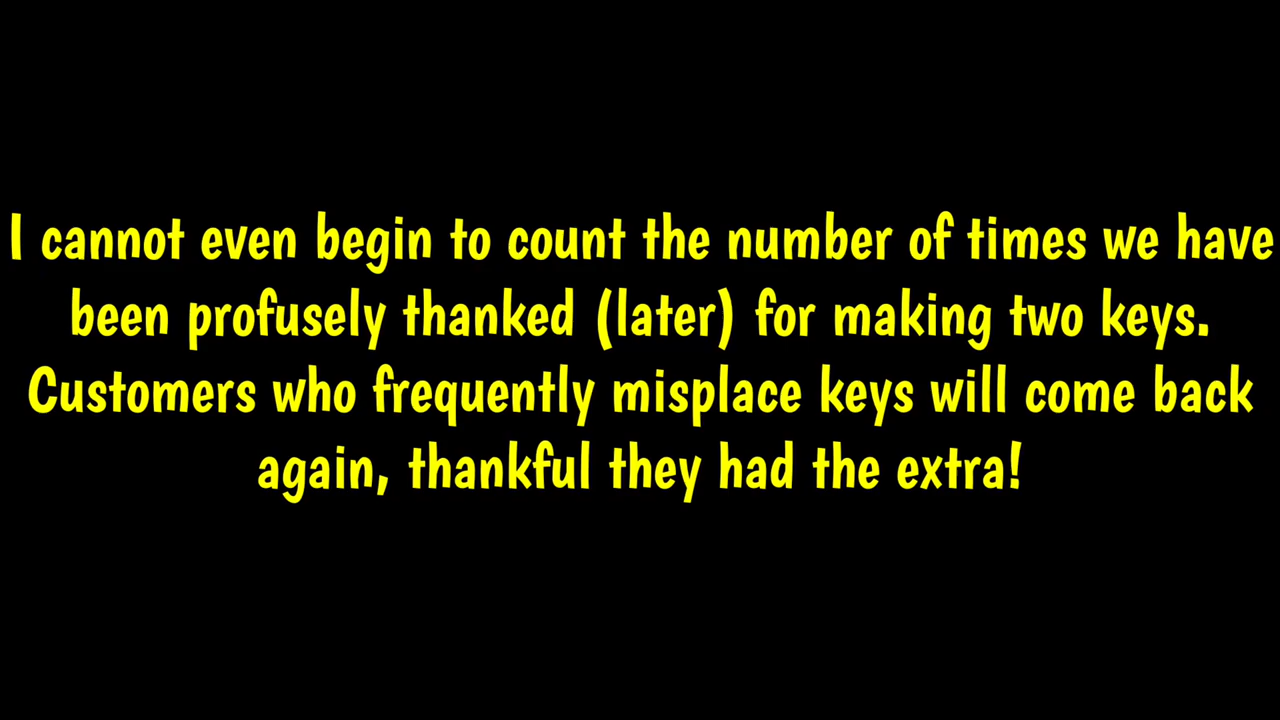 I cannot even begin to count the number of times we have
been profusely thanked (later) for making two keys.
Customers who frequently misplace keys will come back
again, thankful they had the extra!